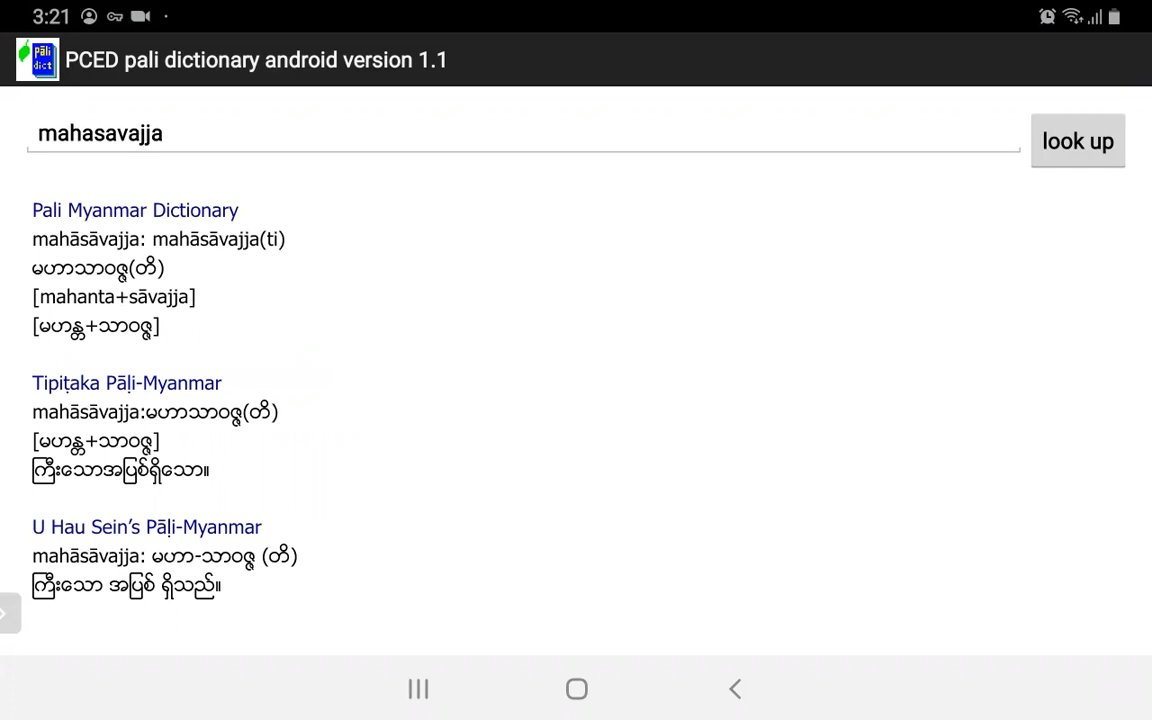 3:21
Pāli
dict
PCED pali dictionary android version 1.1
mahasavajja
look up
Pali Myanmar Dictionary
mahāsāvajja: mahāsāvajja(ti)
မဟာသာဝဇ္ဇ(တိ)
[mahanta+sāvajja]
[မဟန္တ+သာဝဇ္ဇ]
Tipiṭaka Pāḷi-Myanmar
mahāsāvajja:မဟာသာဝဇ္ဇ(တိ)
[မဟန္တ+သာဝဇ္ဇ]
ကြီးသောအပြစ်ရှိသော။
U Hau Sein’s Pāḷi-Myanmar
mahāsāvajja: မဟာ-သာဝဇ္ဇ (တိ)
ကြီးသော အပြစ် ရှိသည်။